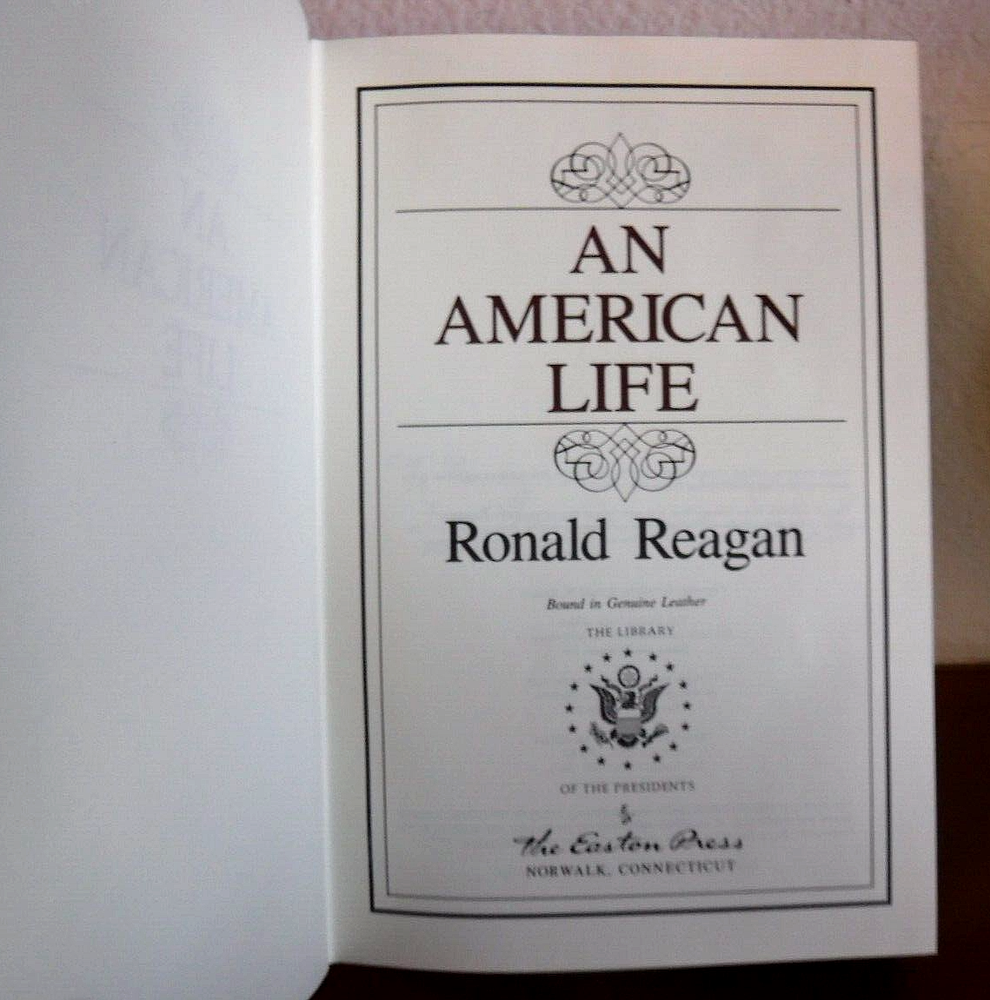 AN
AMERICAN
LIFE
Ronald Reagan
Bound in Genuine Leather
THE LIBRARY
OF THE PRESIDENTS
The Easton Press
NORWALK, CONNECTICUT